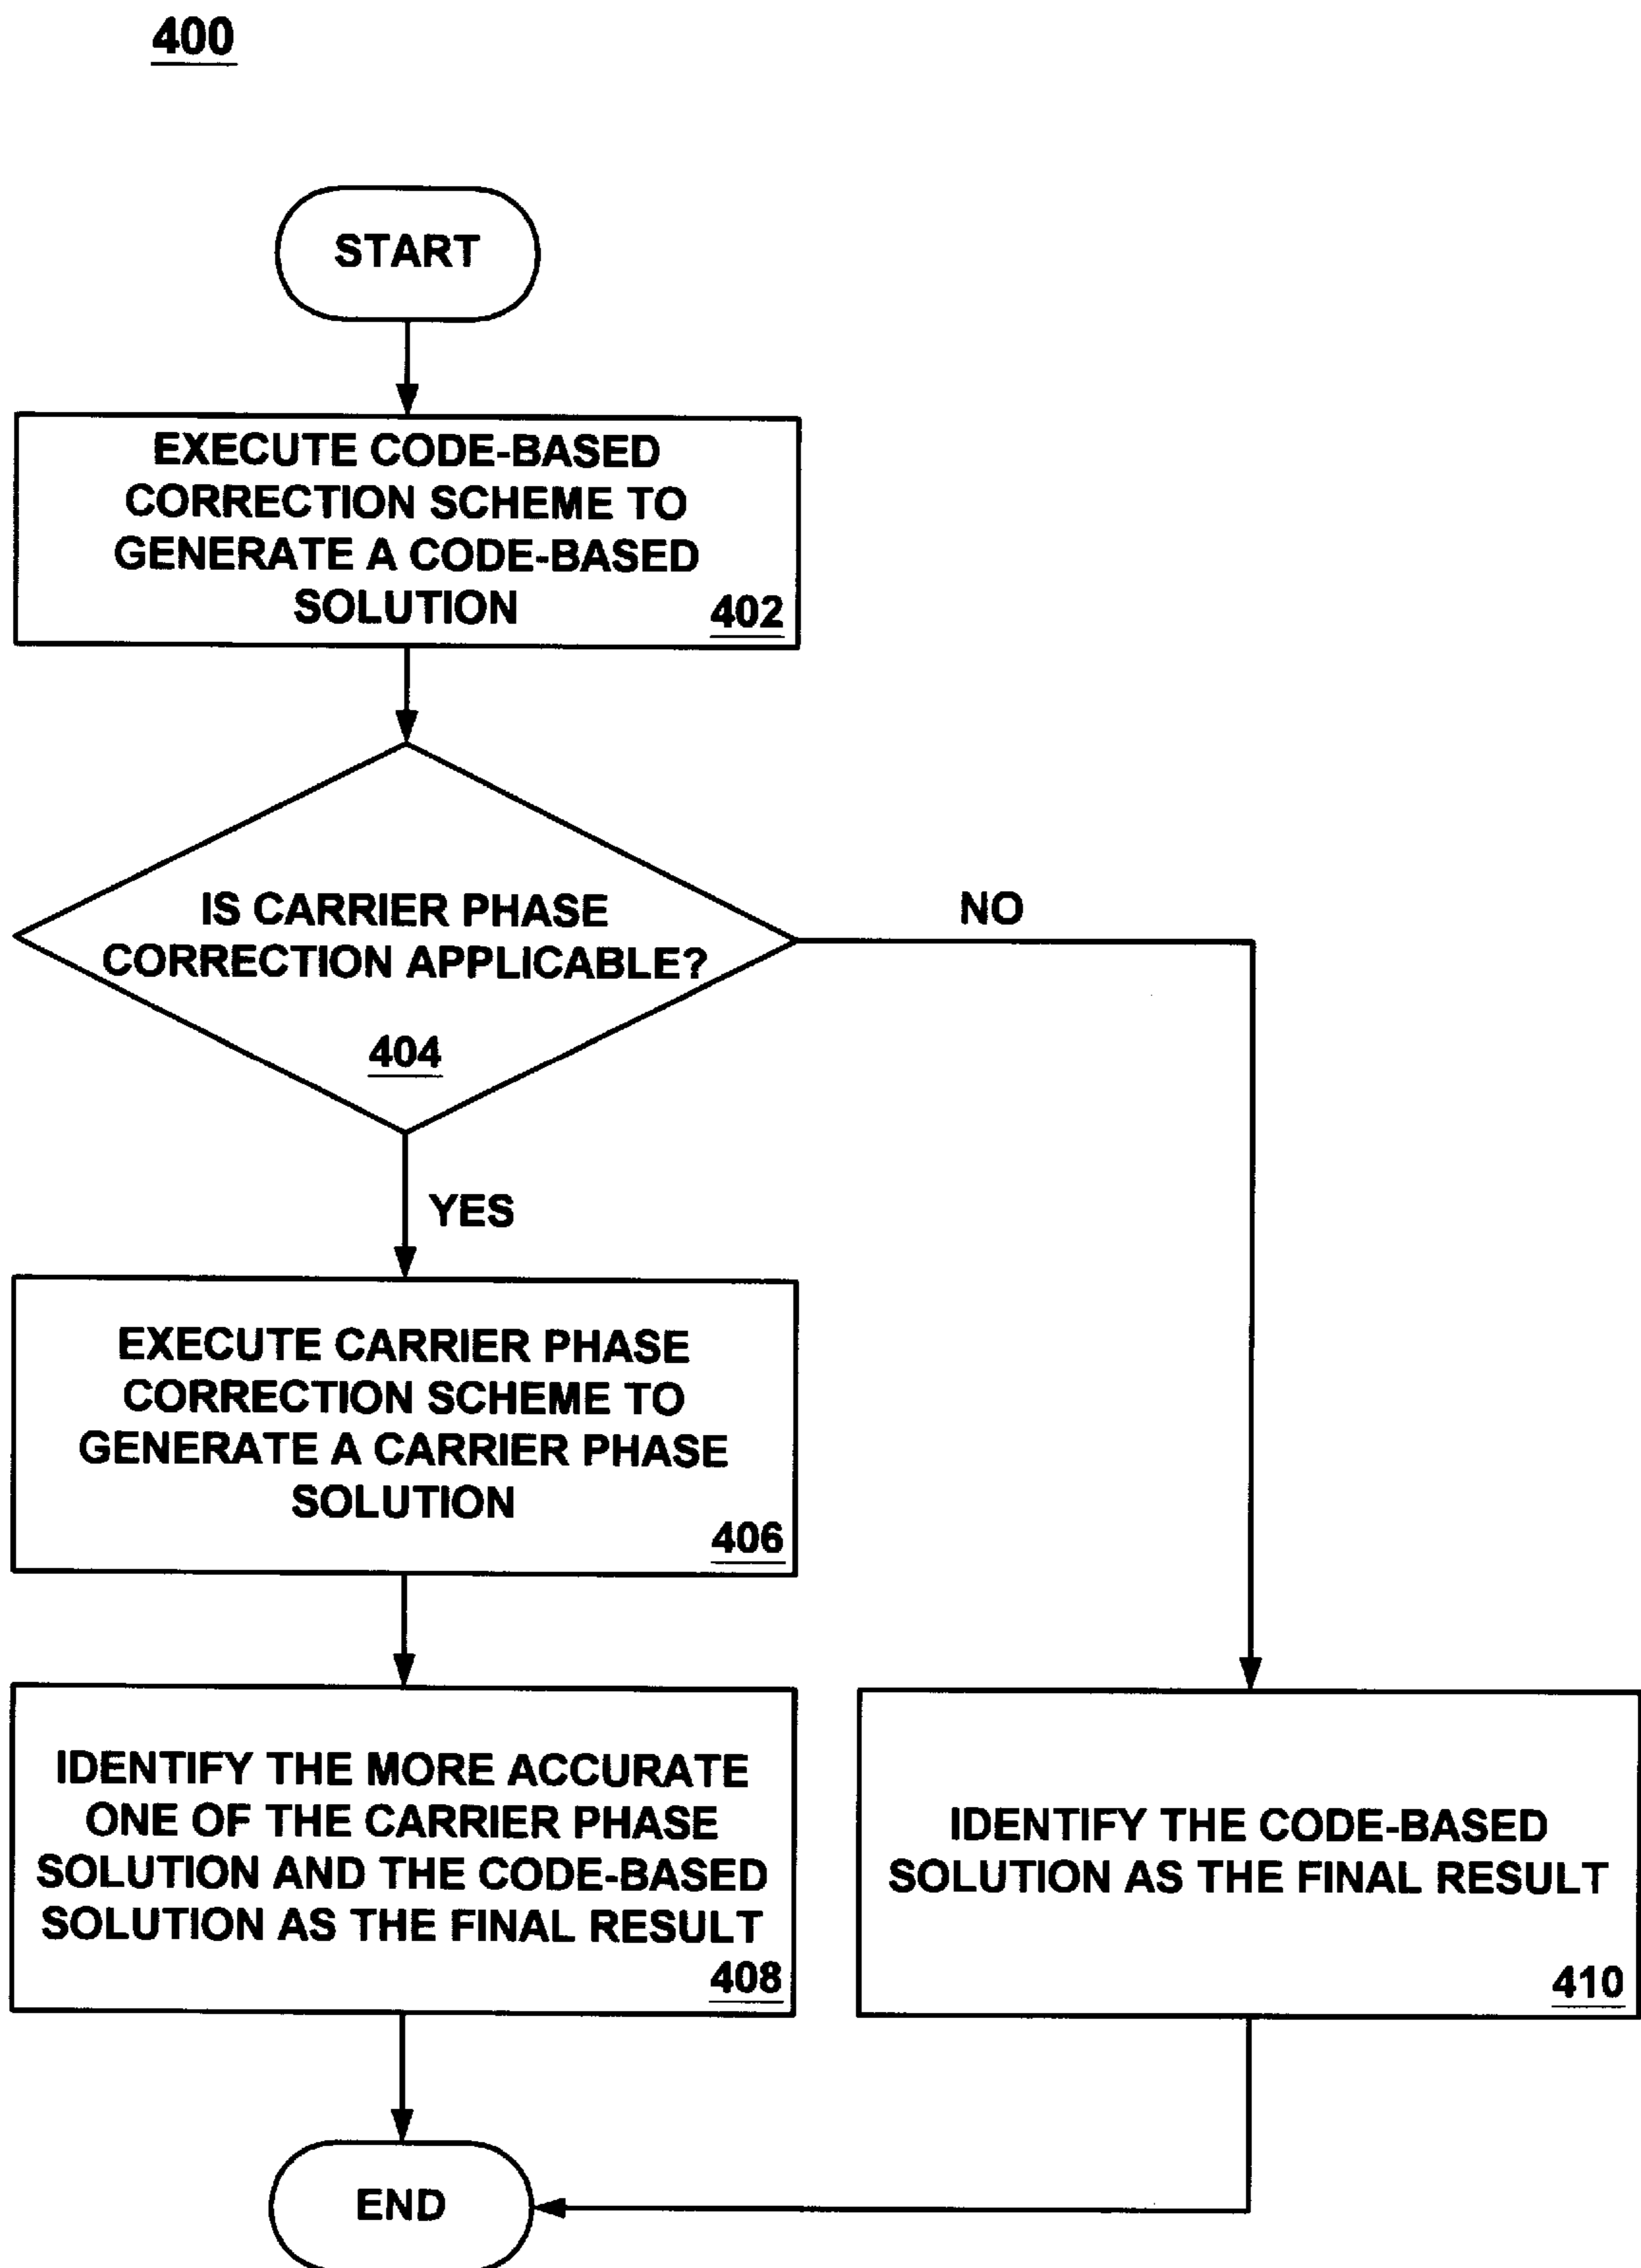 400
START
EXECUTE CODE-BASED
CORRECTION SCHEME TO
GENERATE A CODE-BASED
SOLUTION
402
IS CARRIER PHASE
CORRECTION APPLICABLE?
404
NO
YES
EXECUTE CARRIER PHASE
CORRECTION SCHEME TO
GENERATE A CARRIER PHASE
SOLUTION
406
IDENTIFY THE MORE ACCURATE
ONE OF THE CARRIER PHASE
SOLUTION AND THE CODE-BASED
SOLUTION AS THE FINAL RESULT
408
IDENTIFY THE CODE-BASED
SOLUTION AS THE FINAL RESULT
410
END